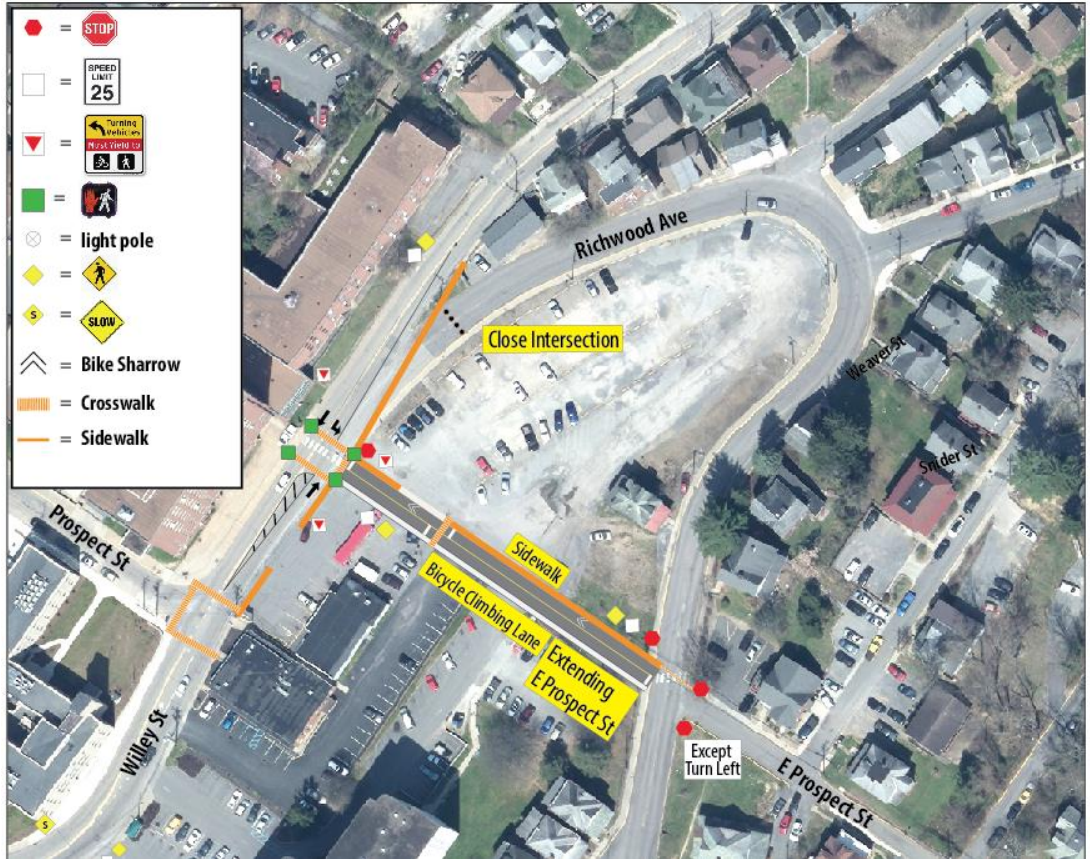 = STOP
= SPEED
LIMIT
25
= Turning
Vehicles
Must Yield to
=
= light pole
=
S = SLOW
= Bike Sharrow
= Crosswalk
= Sidewalk
Richwood Ave
Close Intersection
Weaver St
Snider St
Prospect St
Sidewalk
Bicycle Climbing Lane
Extending
E Prospect St
Willey St
Except
Turn Left
E Prospect St
S